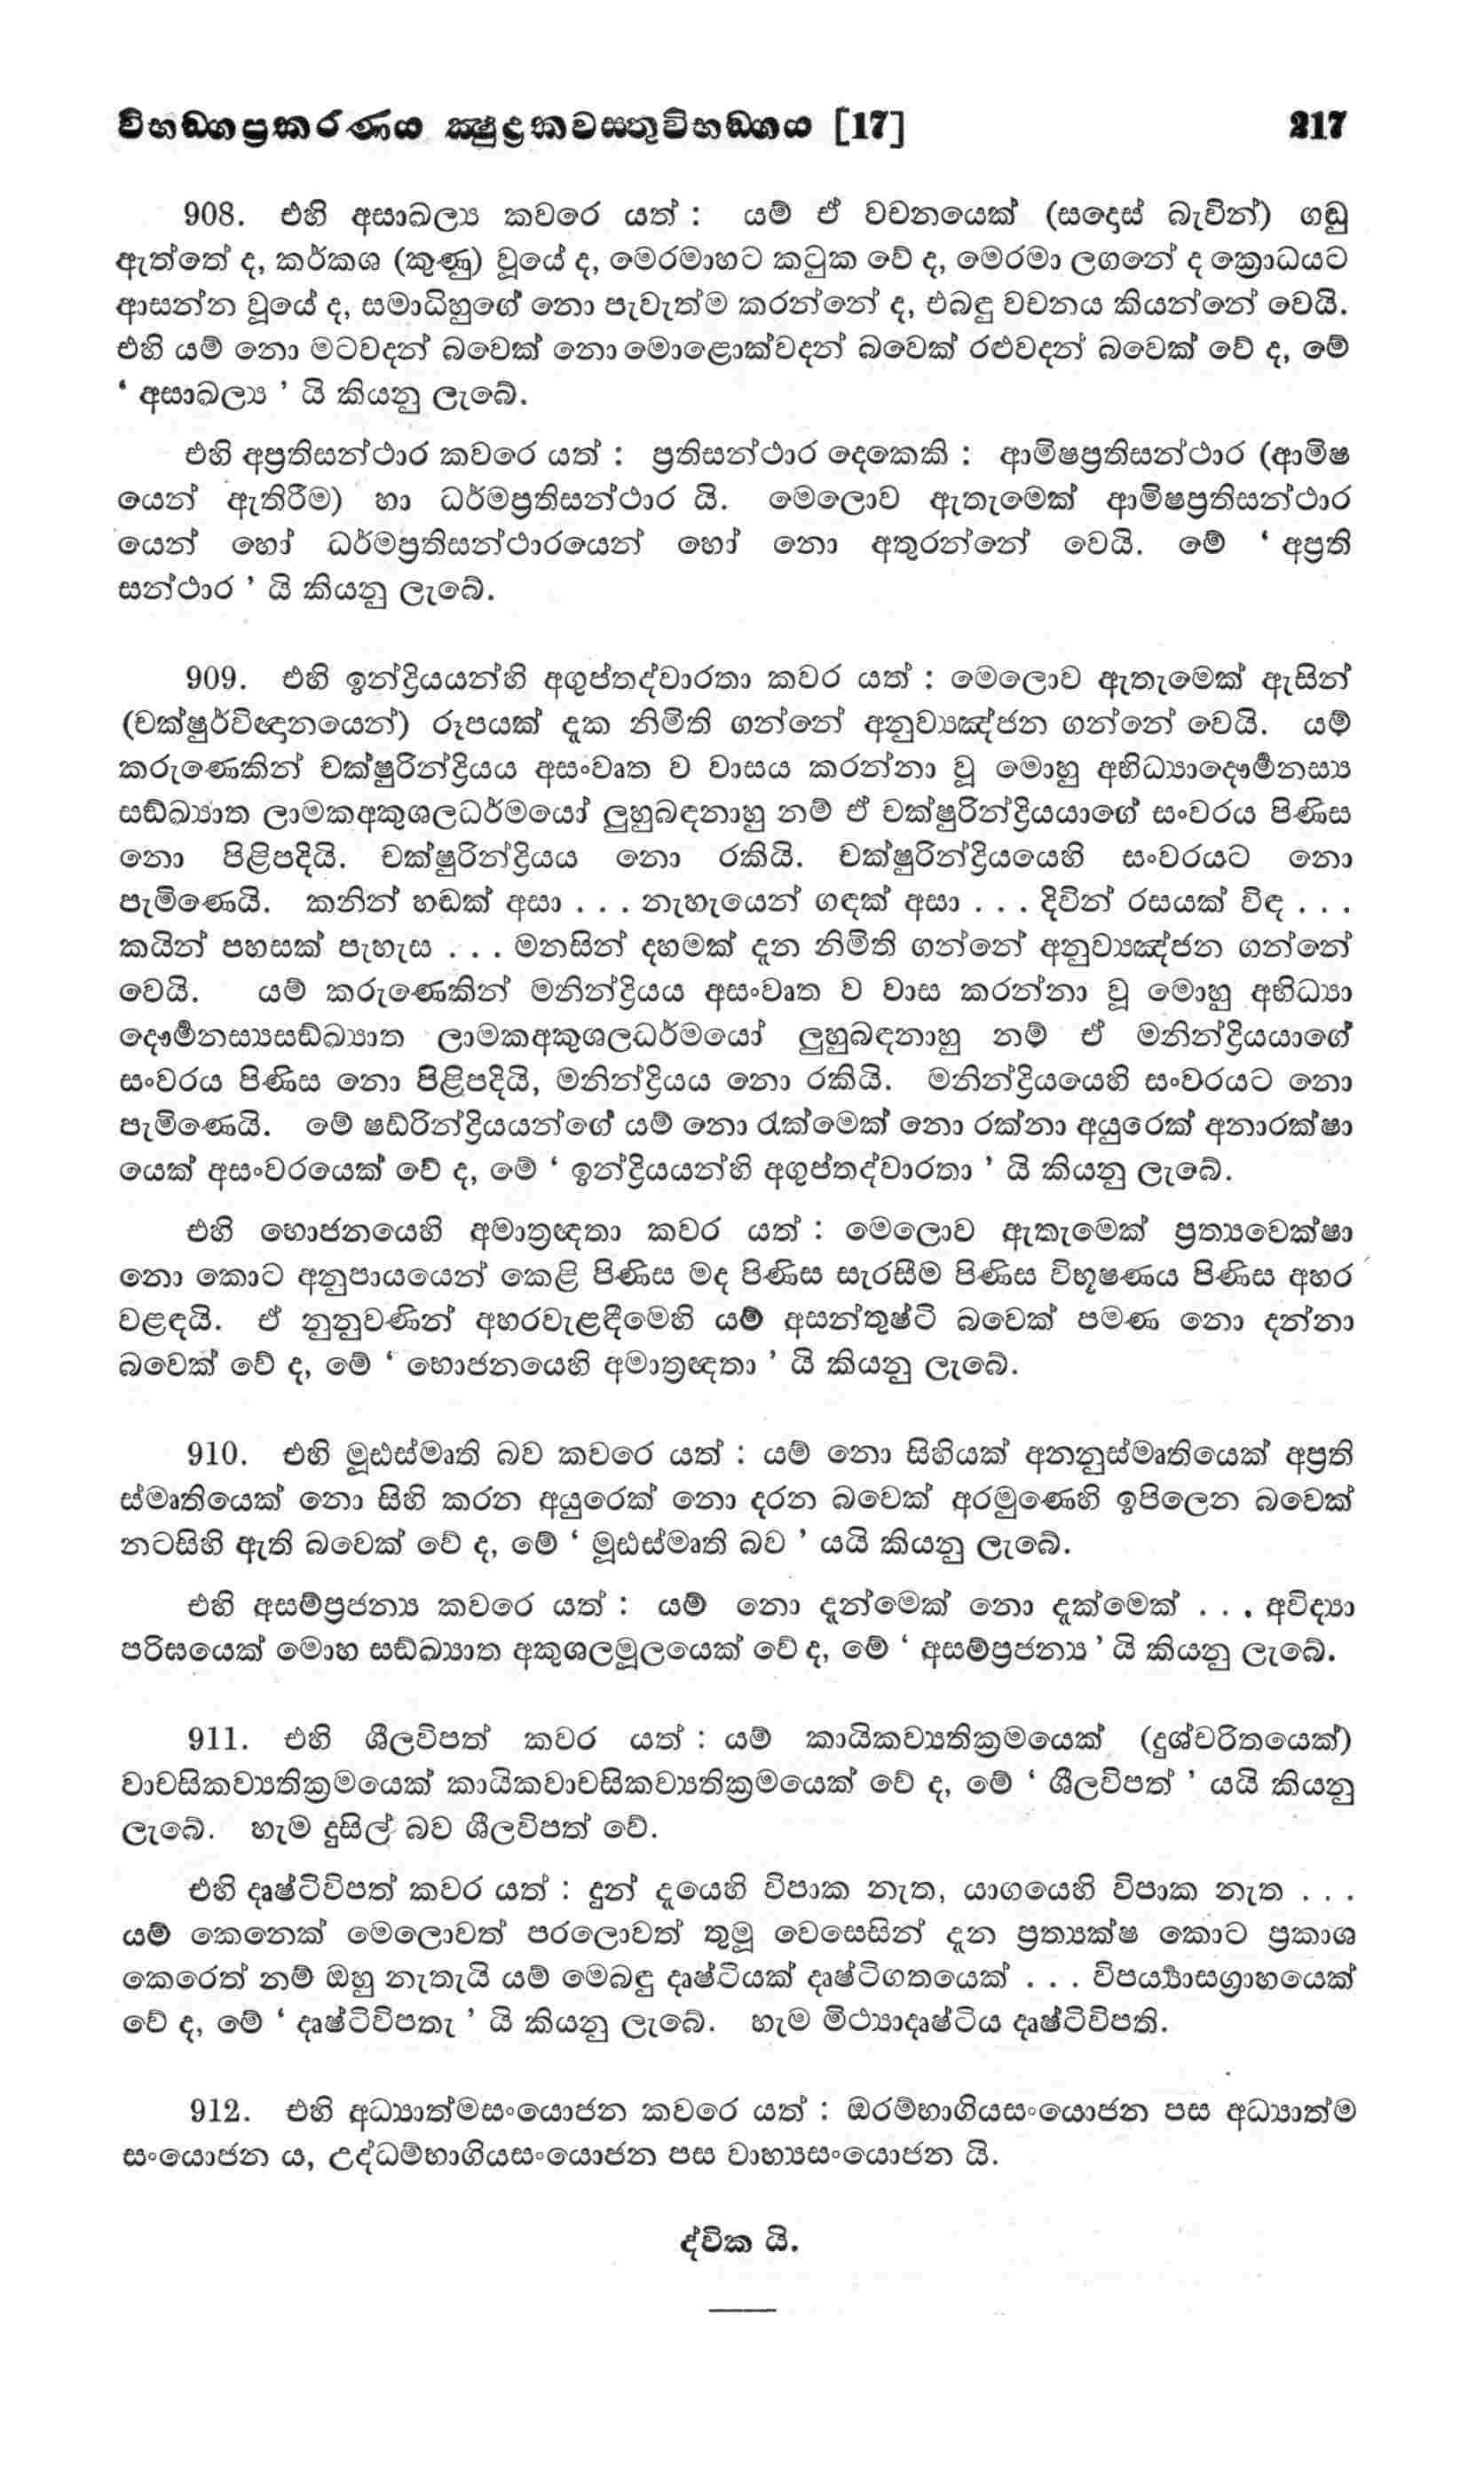 විභඞ්ගප්‍රකරණය ක්‍ෂුද්‍රකවස්තුවිභඞ්ගය [17] 217
908. එහි අසාඛල්‍ය කවරෙ යත් : යම් ඒ වචනයෙක් (සදොස් බැවින්) ගඬු
ඇත්තේ ද, කර්කශ (කුණු) වූයේ ද, මෙරමාහට කටුක වේ ද, මෙරමා ලගනේ ද ක්‍රොධයට
ආසන්න වූයේ ද, සමාධිහුගේ නො පැවැත්ම කරන්නේ ද, එබඳු වචනය කියන්නේ වෙයි.
එහි යම් නො මටවදන් බවෙක් නො මොළොක්වදන් බවෙක් රළුවදන් බවෙක් වේ ද, මේ
‘ අසාඛල්‍ය ’ යි කියනු ලැබේ.
එහි අප්‍රතිසන්ථාර කවරෙ යත් : ප්‍රතිසන්ථාර දෙකෙකි : ආමිෂප්‍රතිසන්ථාර (ආමිෂ
යෙන් ඇතිරීම) හා ධර්මප්‍රතිසන්ථාර යි. මෙලොව ඇතැමෙක් ආමිෂප්‍රතිසන්ථාර
යෙන් හෝ ධර්මප්‍රතිසන්ථාරයෙන් හෝ නො අතුරන්නේ වෙයි. මේ ‘ අප්‍රති
සන්ථාර ’ යි කියනු ලැබේ.
909. එහි ඉන්ද්‍රියයන්හි අගුප්තද්වාරතා කවර යත් : මෙලොව ඇතැමෙක් ඇසින්
(චක්ෂුර්විඥානයෙන්) රූපයක් දැක නිමිති ගන්නේ අනුව්‍යඤ්ජන ගන්නේ වෙයි. යම්
කරුණෙකින් චක්ෂුරින්ද්‍රියය අසංවෘත ව වාසය කරන්නා වූ මොහු අභිධ්‍යාදෞර්මනස්‍ය
සඞ්ඛ්‍යාත ලාමකඅකුශලධර්මයෝ ලුහුබඳනාහු නම් ඒ චක්ෂුරින්ද්‍රියයාගේ සංවරය පිණිස
නො පිළිපදියි. චක්ෂුරින්ද්‍රියය නො රකියි. චක්ෂුරින්ද්‍රියයෙහි සංවරයට නො
පැමිණෙයි. කනින් හඬක් අසා . . . නැහැයෙන් ගඳක් අසා . . . දිවින් රසයක් විඳ . . .
කයින් පහසක් පැහැස . . . මනසින් දහමක් දැන නිමිති ගන්නේ අනුව්‍යඤ්ජන ගන්නේ
වෙයි. යම් කරුණෙකින් මනින්ද්‍රියය අසංවෘත ව වාස කරන්නා වූ මොහු අභිධ්‍යා
දෞර්මනස්‍යසඞ්ඛ්‍යාත ලාමකඅකුශලධර්මයෝ ලුහුබඳනාහු නම් ඒ මනින්ද්‍රියයාගේ
සංවරය පිණිස නො පිළිපදියි, මනින්ද්‍රියය නො රකියි. මනින්ද්‍රියයෙහි සංවරයට නො
පැමිණෙයි. මේ ෂඩ්රින්ද්‍රියයන්ගේ යම් නො රැක්මෙක් නො රක්නා අයුරෙක් අනාරක්ෂා
යෙක් අසංවරයෙක් වේ ද, මේ ‘ ඉන්ද්‍රියයන්හි අගුප්තද්වාරතා ’ යි කියනු ලැබේ.
එහි භොජනයෙහි අමාත්‍රඥතා කවර යත් : මෙලොව ඇතැමෙක් ප්‍රත්‍යවෙක්ෂා
නො කොට අනුපායයෙන් කෙළි පිණිස මද පිණිස සැරසීම පිණිස විභූෂණය පිණිස අහර
වළඳයි. ඒ නුනුවණින් අහරවැළඳීමෙහි යම් අසන්තුෂ්ටි බවෙක් පමණ නො දන්නා
බවෙක් වේ ද, මේ ‘ භොජනයෙහි අමාත්‍රඥතා ’ යි කියනු ලැබේ.
910. එහි මූඪස්මෘති බව කවරෙ යත් : යම් නො සිහියක් අනනුස්මෘතියෙක් අප්‍රති
ස්මෘතියෙක් නො සිහි කරන අයුරෙක් නො දරන බවෙක් අරමුණෙහි ඉපිලෙන බවෙක්
නටසිහි ඇති බවෙක් වේ ද, මේ ‘ මූඪස්මෘති බව ’ යයි කියනු ලැබේ.
එහි අසම්ප්‍රජන්‍ය කවරෙ යත් : යම් නො දැන්මෙක් නො දැක්මෙක් . . . අවිද්‍යා
පරිඝයෙක් මොහ සඞ්ඛ්‍යාත අකුශලමූලයෙක් වේ ද, මේ ‘ අසම්ප්‍රජන්‍ය ’ යි කියනු ලැබේ.
911. එහි ශීලවිපත් කවර යත් : යම් කායිකව්‍යතික්‍රමයෙක් (දුශ්චරිතයෙක්)
වාචසිකව්‍යතික්‍රමයෙක් කායිකවාචසිකව්‍යතික්‍රමයෙක් වේ ද, මේ ‘ ශීලවිපත් ’ යයි කියනු
ලැබේ. හැම දුසිල් බව ශීලවිපත් වේ.
එහි දෘෂ්ටිවිපත් කවර යත් : දුන් දෑයෙහි විපාක නැත, යාගයෙහි විපාක නැත . . .
යම් කෙනෙක් මෙලොවත් පරලොවත් තුමූ වෙසෙසින් දැන ප්‍රත්‍යක්ෂ කොට ප්‍රකාශ
කෙරෙත් නම් ඔහු නැතැයි යම් මෙබඳු දෘෂ්ටියක් දෘෂ්ටිගතයෙක් . . . විපර්‍ය්‍යාසග්‍රාහයෙක්
වේ ද, මේ ‘ දෘෂ්ටිවිපතැ ’ යි කියනු ලැබේ. හැම මිථ්‍යාදෘෂ්ටිය දෘෂ්ටිවිපති.
912. එහි අධ්‍යාත්මසංයොජන කවරෙ යත් : ඔරම්භාගියසංයොජන පස අධ්‍යාත්ම
සංයොජන ය, උද්ධම්භාගියසංයොජන පස වාහ්‍යසංයොජන යි.
ද්වික යි.